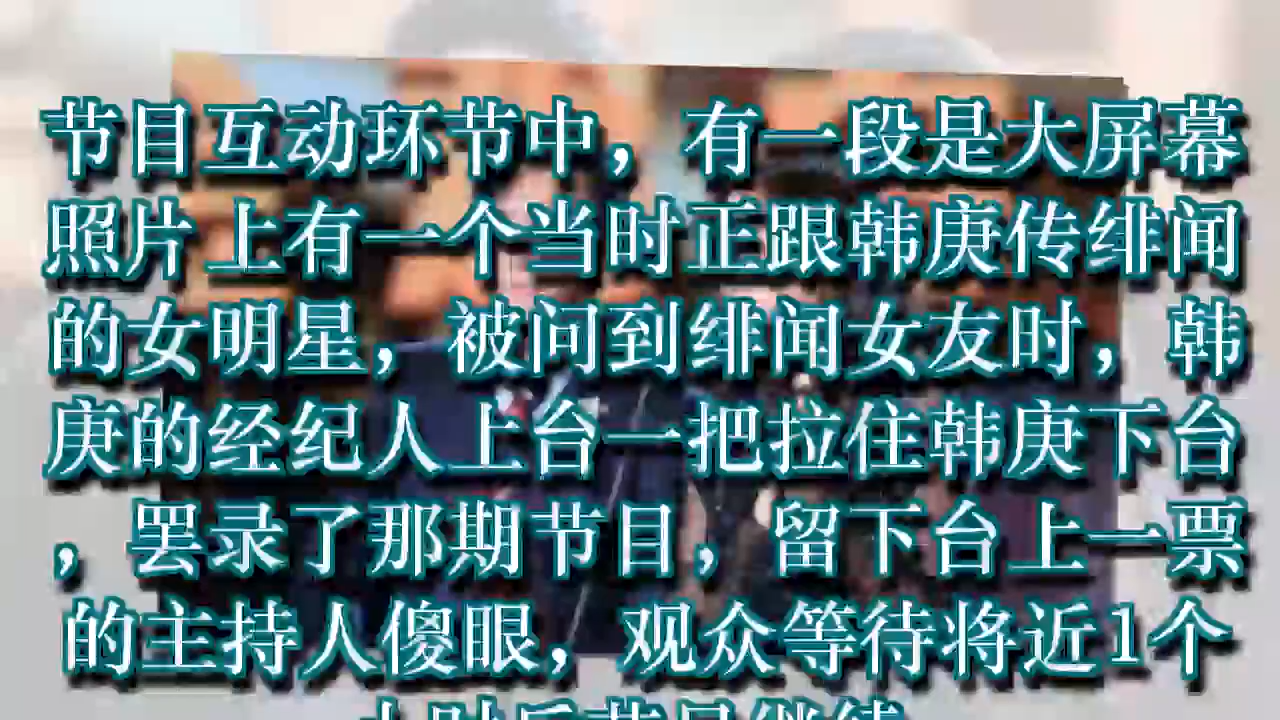 节目互动环节中，有一段是大屏幕
照片上有一个当时正跟韩庚传绯闻
的女明星，被问到绯闻女友时，韩
庚的经纪人上台一把拉住韩庚下台
，罢录了那期节目，留下台上一票
的主持人傻眼，观众等待将近1个